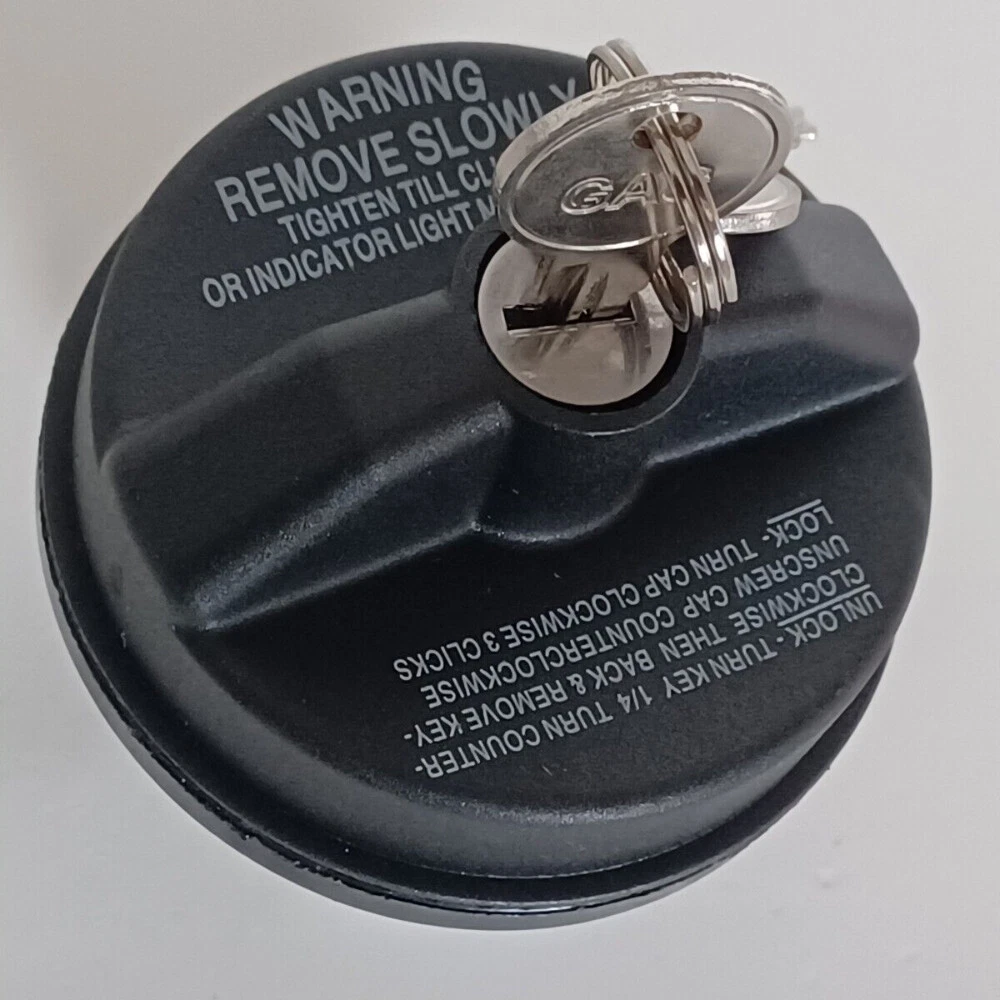 WARNING
REMOVE SLOWLY
TIGHTEN TILL
OR INDICATOR LIGHT
GAS
UNLOCK - TURN KEY 1/4 TURN COUNTER-
CLOCKWISE THEN BACK & REMOVE KEY-
UNSCREW CAP COUNTERCLOCKWISE
LOCK - TURN CAP CLOCKWISE 3 CLICKS